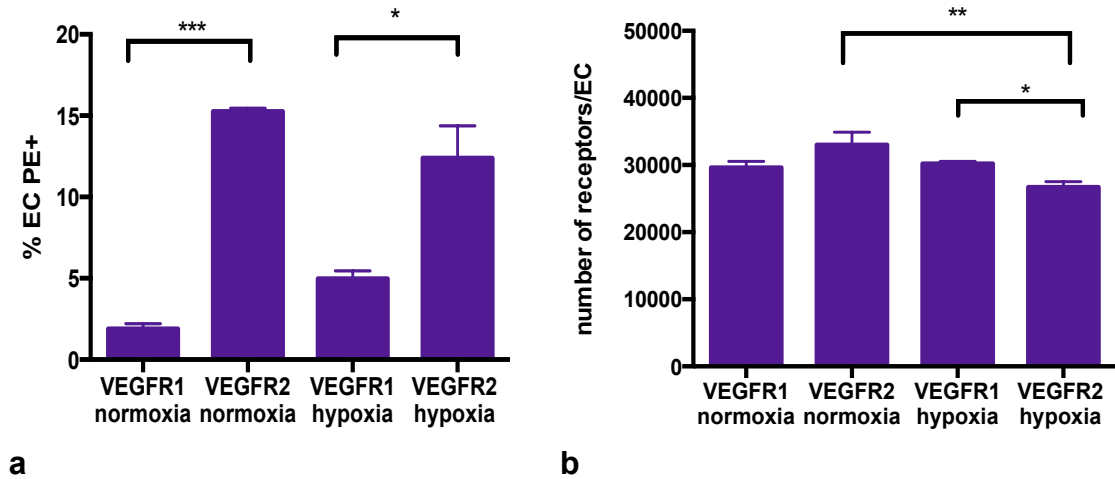 ***
*
20
15
10
5
0
% EC PE+
VEGFR1 normoxia
VEGFR2 normoxia
VEGFR1 hypoxia
VEGFR2 hypoxia
a
**
*
50000
40000
30000
20000
10000
0
number of receptors/EC
VEGFR1 normoxia
VEGFR2 normoxia
VEGFR1 hypoxia
VEGFR2 hypoxia
b